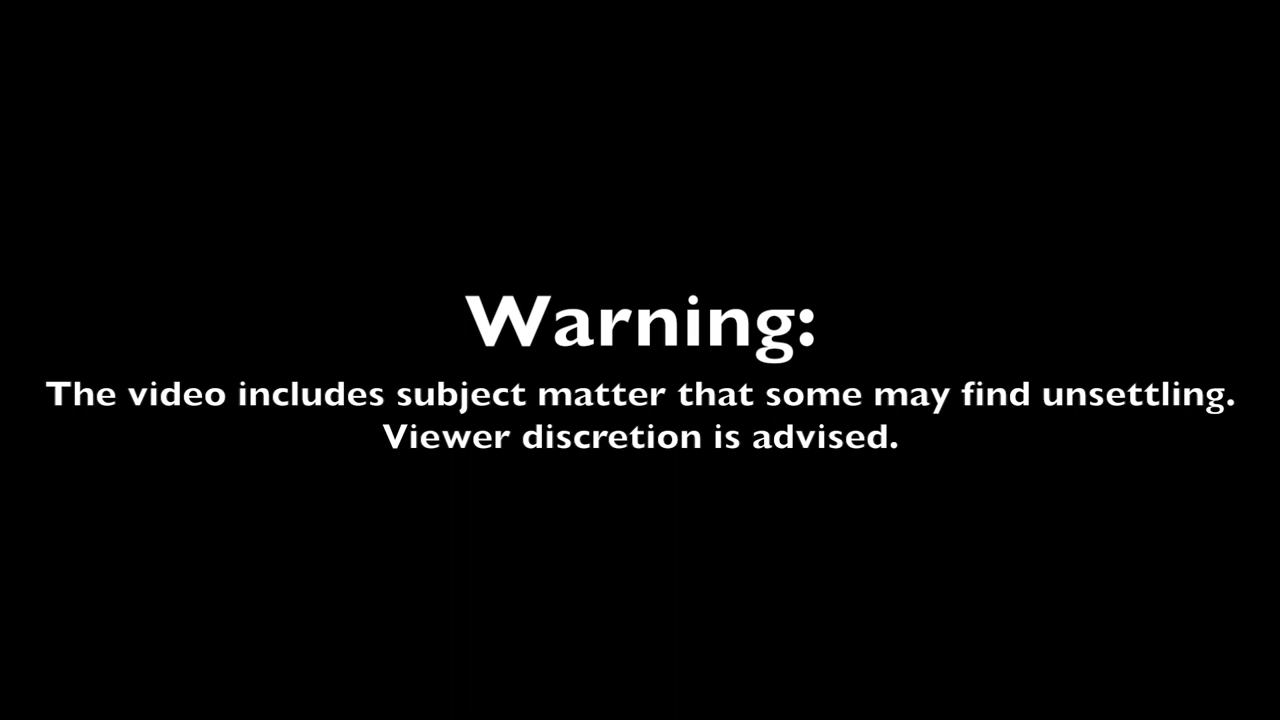 Warning:
The video includes subject matter that some may find unsettling.
Viewer discretion is advised.